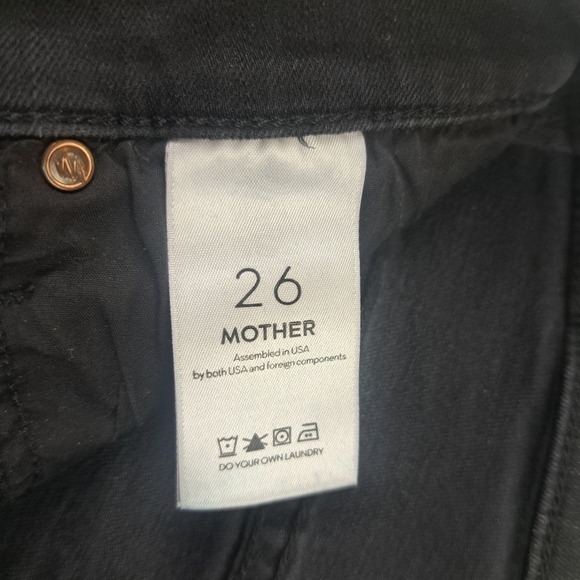 26
MOTHER
Assembled in USA
by both USA and foreign components
DO YOUR OWN LAUNDRY